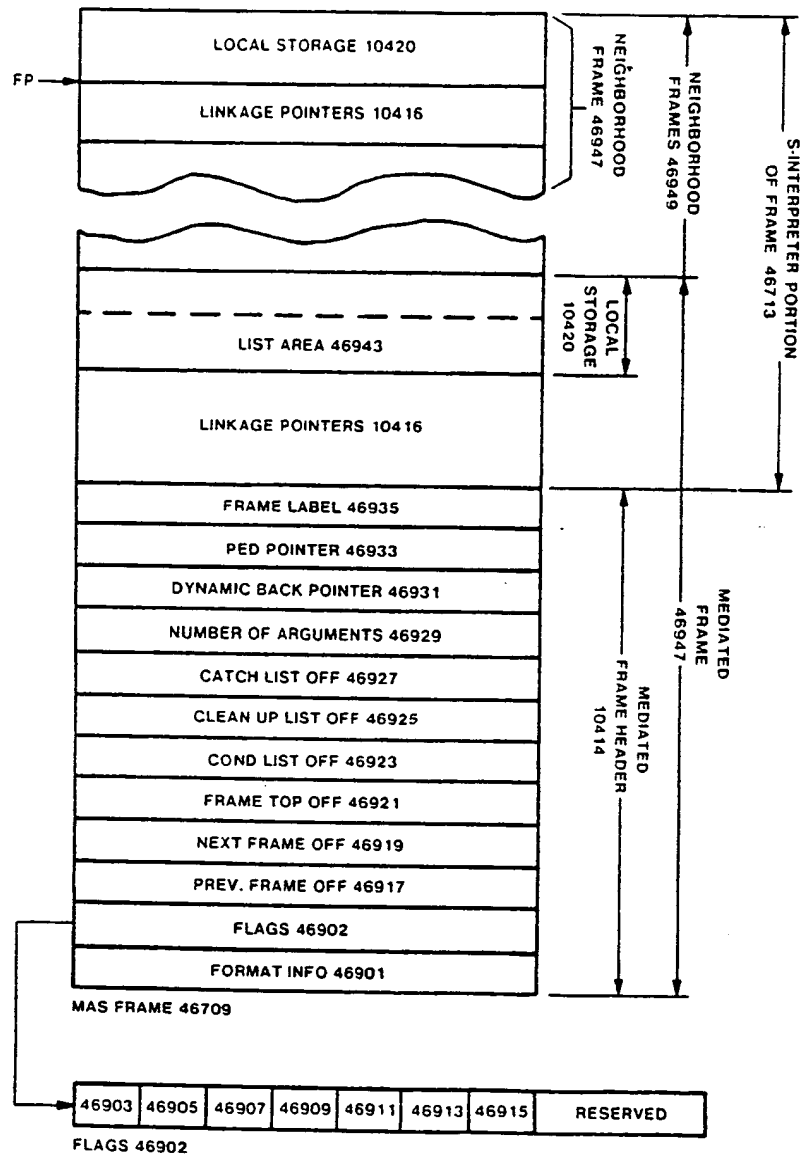 LOCAL STORAGE 10420
FP
LINKAGE POINTERS 10416
NEIGHBORHOOD
FRAME 46947
NEIGHBORHOOD
FRAMES 46949
S-INTERPRETER PORTION
OF FRAME 46713
LIST AREA 46943
LOCAL
STORAGE
10420
LINKAGE POINTERS 10416
FRAME LABEL 46935
PED POINTER 46933
DYNAMIC BACK POINTER 46931
NUMBER OF ARGUMENTS 46929
CATCH LIST OFF 46927
CLEAN UP LIST OFF 46925
COND LIST OFF 46923
FRAME TOP OFF 46921
NEXT FRAME OFF 46919
PREV. FRAME OFF 46917
FLAGS 46902
FORMAT INFO 46901
MEDIATED
FRAME HEADER
10414
MEDIATED
FRAME
46947
MAS FRAME 46709
46903 46905 46907 46909 46911 46913 46915 RESERVED
FLAGS 46902